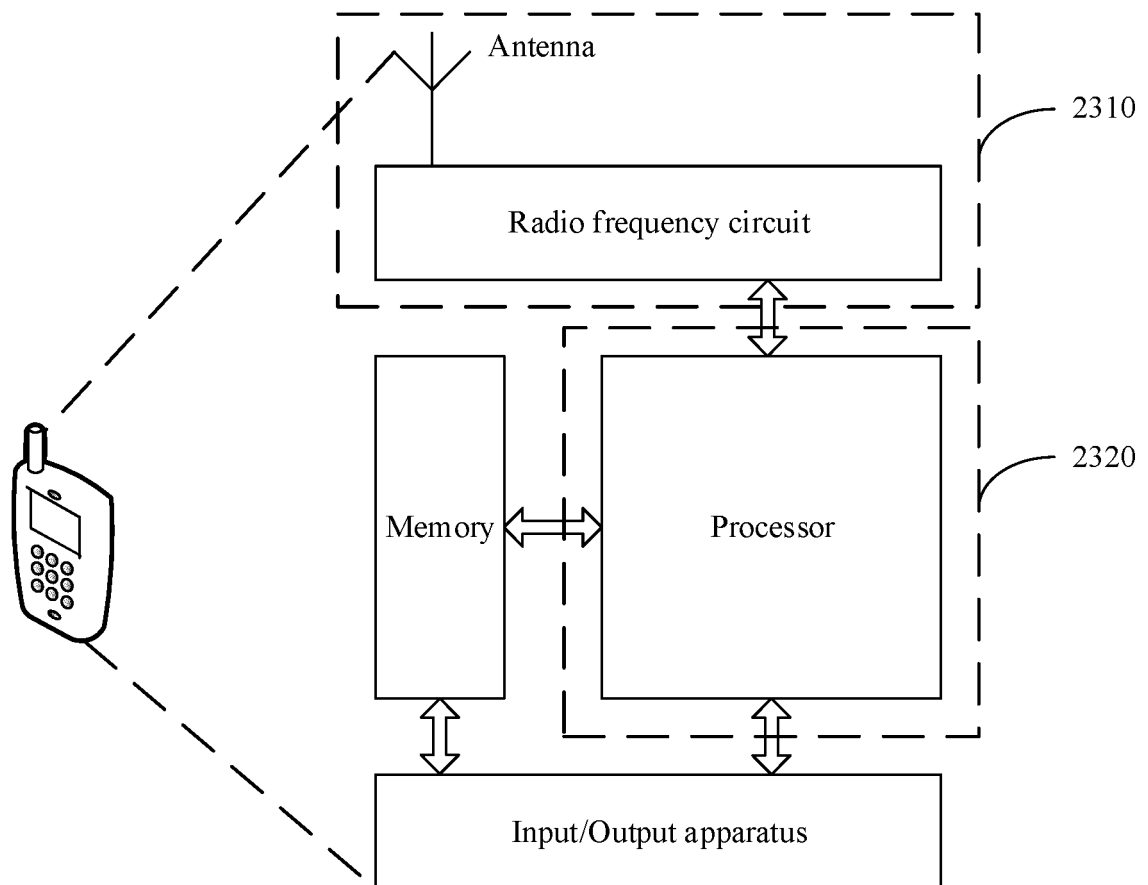 Antenna
2310
Radio frequency circuit
2320
Memory
Processor
Input/Output apparatus